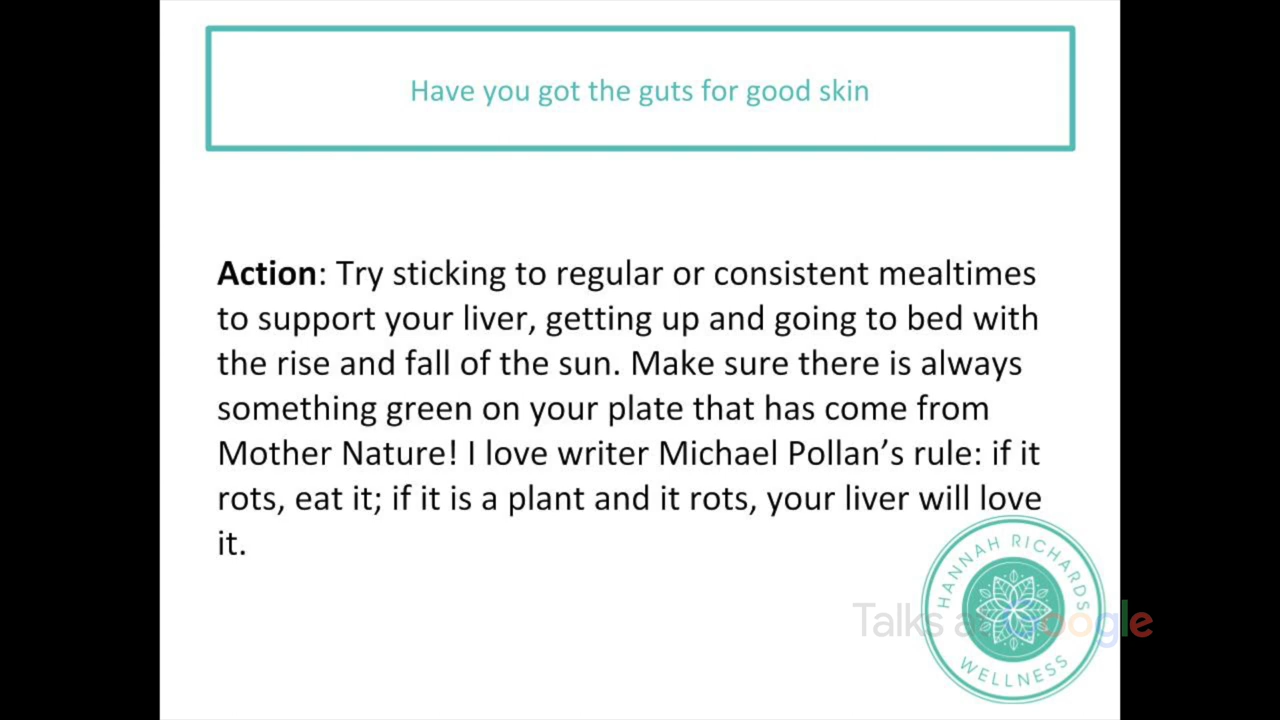 Have you got the guts for good skin
Action: Try sticking to regular or consistent mealtimes
to support your liver, getting up and going to bed with
the rise and fall of the sun. Make sure there is always
something green on your plate that has come from
Mother Nature! I love writer Michael Pollan’s rule: if it
rots, eat it; if it is a plant and it rots, your liver will love
it.
HANNAH RICHARDS
Talks at Google
WELLNESS